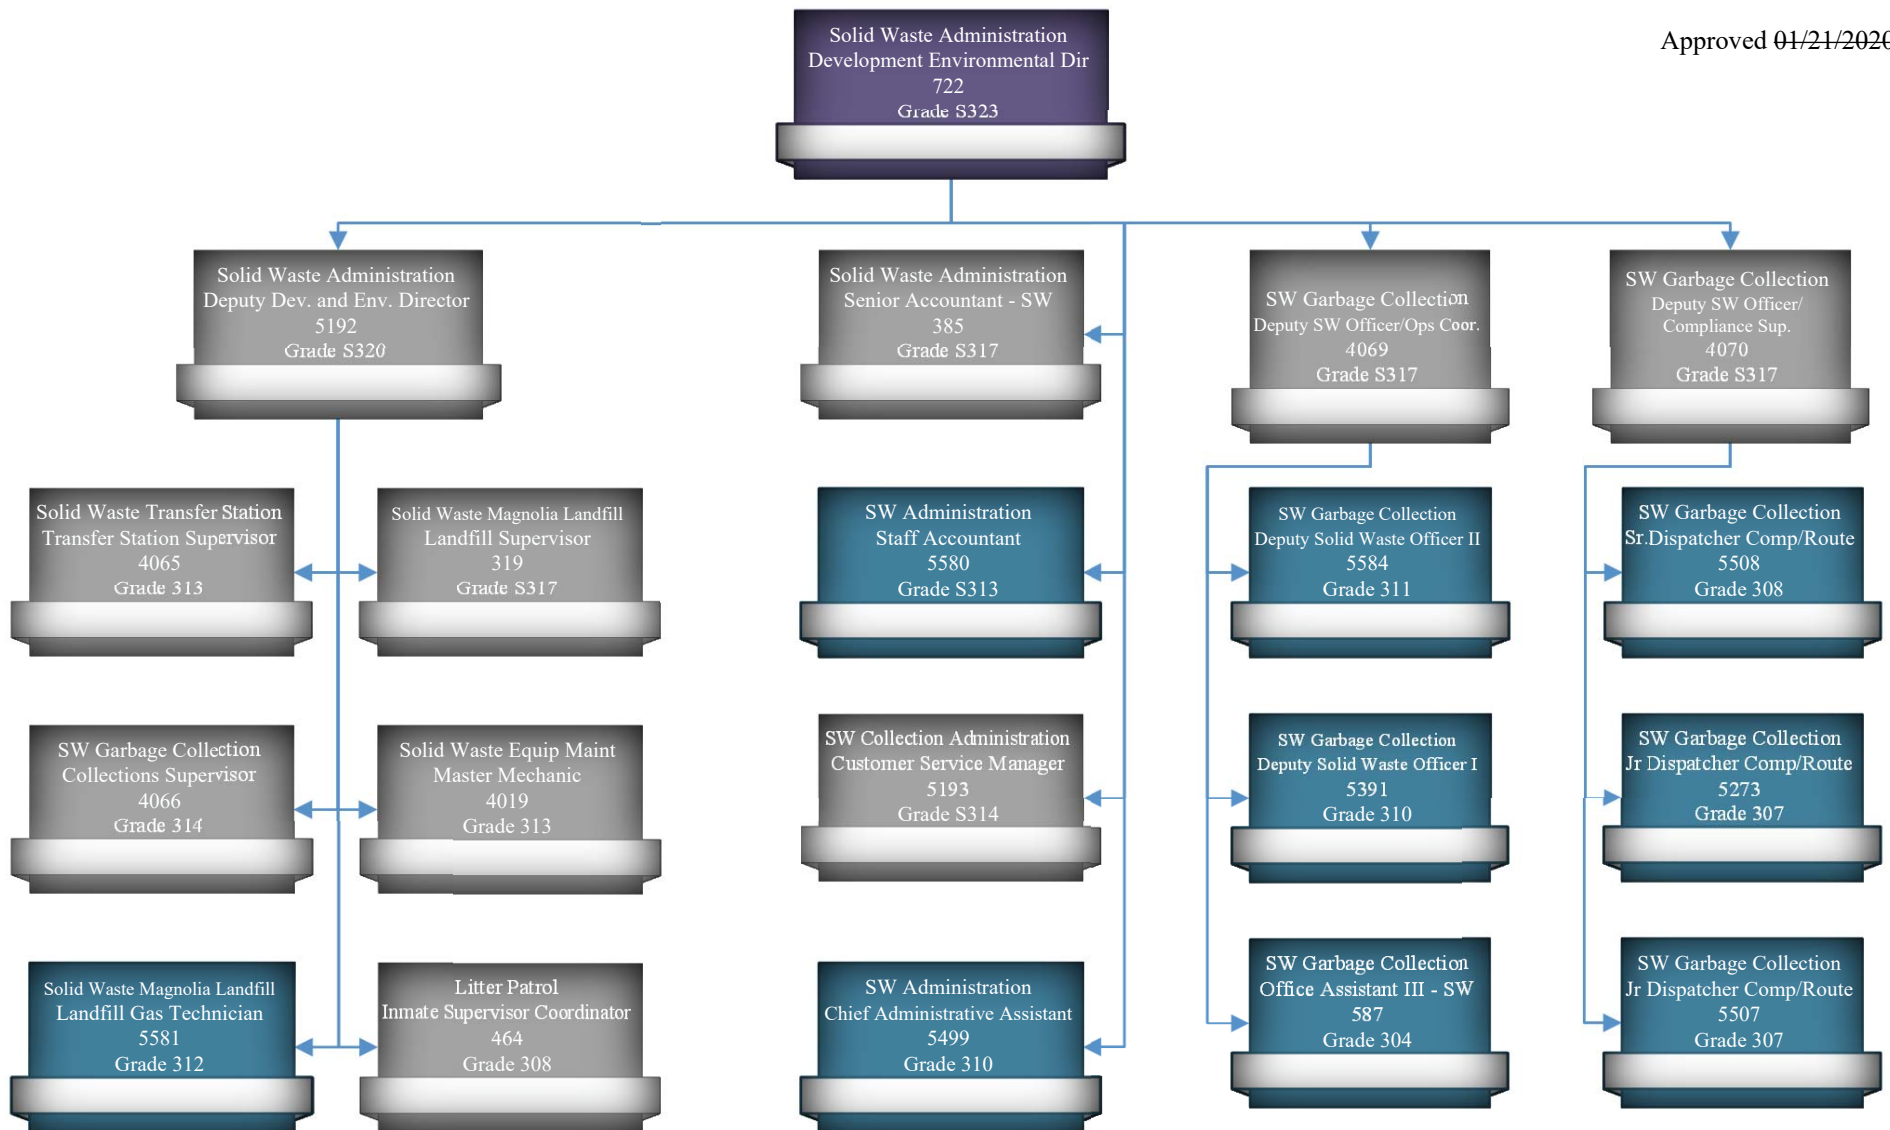 Approved 01/21/2020
Solid Waste Administration
Development Environmental Dir
722
Grade S323
Solid Waste Administration
Deputy Dev. and Env. Director
5192
Grade S320
Solid Waste Administration
Senior Accountant - SW
385
Grade S317
SW Garbage Collection
Deputy SW Officer/Ops Coor.
4069
Grade S317
SW Garbage Collection
Deputy SW Officer/
Compliance Sup.
4070
Grade S317
Solid Waste Transfer Station
Transfer Station Supervisor
4065
Grade 313
Solid Waste Magnolia Landfill
Landfill Supervisor
319
Grade S317
SW Administration
Staff Accountant
5580
Grade S313
SW Garbage Collection
Deputy Solid Waste Officer II
5584
Grade 311
SW Garbage Collection
Sr.Dispatcher Comp/Route
5508
Grade 308
SW Garbage Collection
Collections Supervisor
4066
Grade 314
Solid Waste Equip Maint
Master Mechanic
4019
Grade 313
SW Collection Administration
Customer Service Manager
5193
Grade S314
SW Garbage Collection
Deputy Solid Waste Officer I
5391
Grade 310
SW Garbage Collection
Jr Dispatcher Comp/Route
5273
Grade 307
Solid Waste Magnolia Landfill
Landfill Gas Technician
5581
Grade 312
Litter Patrol
Inmate Supervisor Coordinator
464
Grade 308
SW Administration
Chief Administrative Assistant
5499
Grade 310
SW Garbage Collection
Office Assistant III - SW
587
Grade 304
SW Garbage Collection
Jr Dispatcher Comp/Route
5507
Grade 307